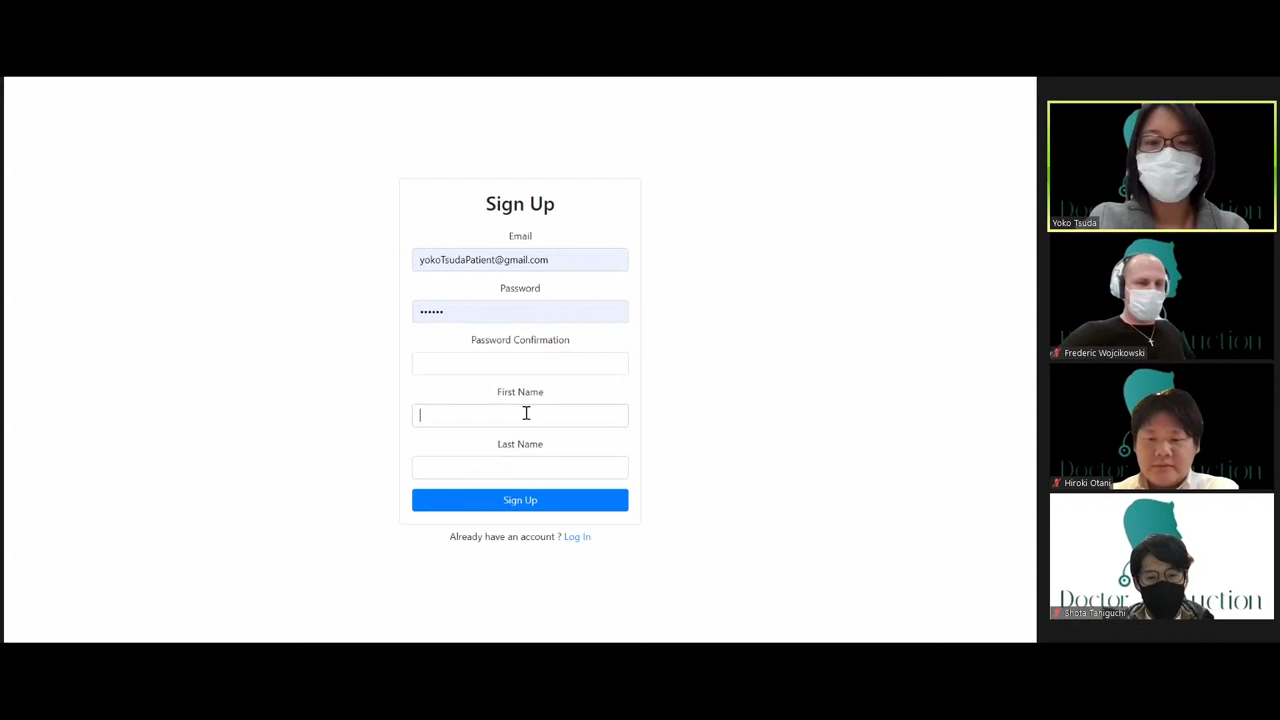 Sign Up
Email
yokoTsudaPatient@gmail.com
Password
••••••
Password Confirmation
First Name
Last Name
Sign Up
Already have an account ? Log In
Yoko Tsuda
Frederic Wojcikowski
Hiroki Otani
Doctor uction
Shota Taniguchi